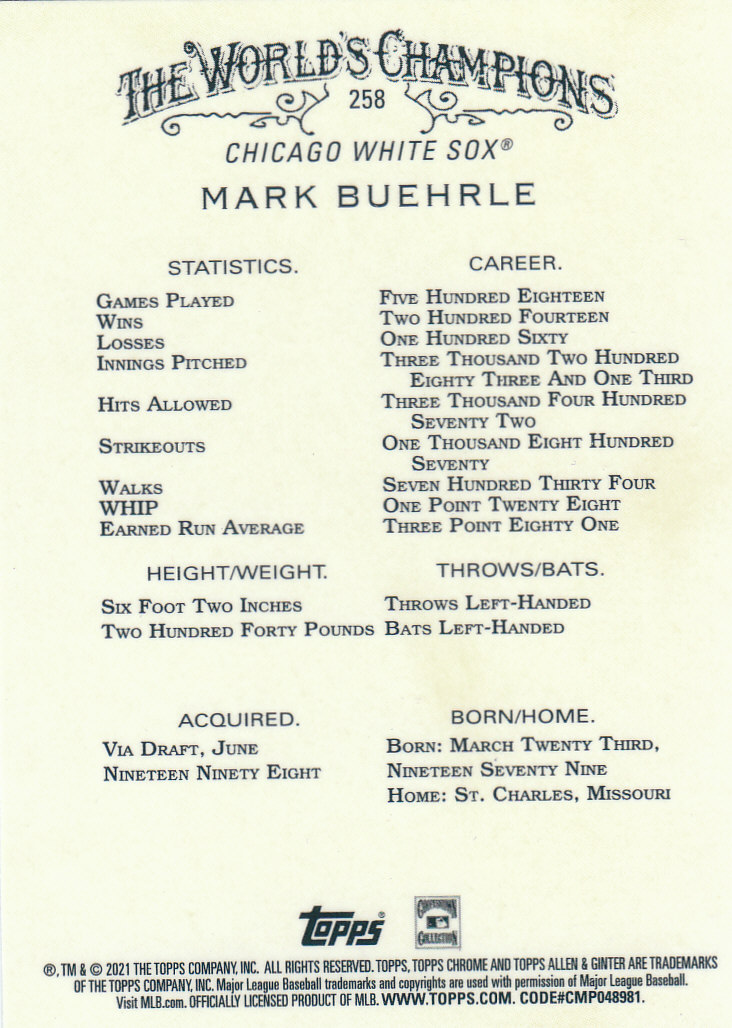 THE WORLD'S CHAMPIONS
258
CHICAGO WHITE SOX®
MARK BUEHRLE
STATISTICS. CAREER.
GAMES PLAYED FIVE HUNDRED EIGHTEEN
WINS TWO HUNDRED FOURTEEN
LOSSES ONE HUNDRED SIXTY
INNINGS PITCHED THREE THOUSAND TWO HUNDRED
EIGHTY THREE AND ONE THIRD
HITS ALLOWED THREE THOUSAND FOUR HUNDRED
SEVENTY TWO
STRIKEOUTS ONE THOUSAND EIGHT HUNDRED
SEVENTY
WALKS SEVEN HUNDRED THIRTY FOUR
WHIP ONE POINT TWENTY EIGHT
EARNED RUN AVERAGE THREE POINT EIGHTY ONE
HEIGHT/WEIGHT. THROWS/BATS.
SIX FOOT TWO INCHES THROWS LEFT-HANDED
TWO HUNDRED FORTY POUNDS BATS LEFT-HANDED
ACQUIRED. BORN/HOME.
VIA DRAFT, JUNE BORN: MARCH TWENTY THIRD,
NINETEEN NINETY EIGHT NINETEEN SEVENTY NINE
HOME: ST. CHARLES, MISSOURI
TOPPS® COOPERSTOWN
COLLECTION
®, TM & © 2021 THE TOPPS COMPANY, INC. ALL RIGHTS RESERVED. TOPPS, TOPPS CHROME AND TOPPS ALLEN & GINTER ARE TRADEMARKS
OF THE TOPPS COMPANY, INC. Major League Baseball trademarks and copyrights are used with permission of Major League Baseball.
Visit MLB.com. OFFICIALLY LICENSED PRODUCT OF MLB. WWW.TOPPS.COM. CODE#CMP048981.